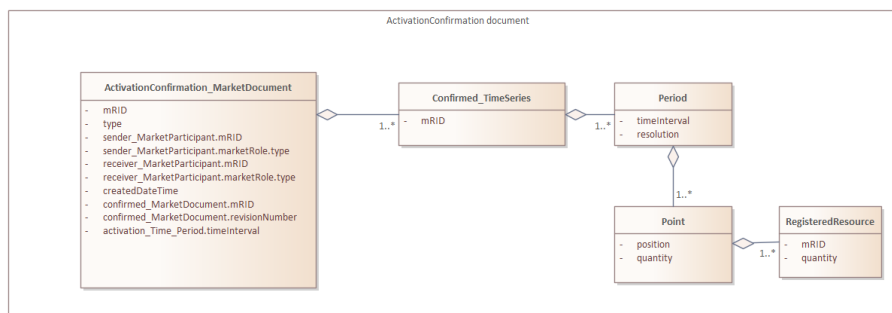 ActivationConfirmation document
ActivationConfirmation_MarketDocument
- mRID
- type
- sender_MarketParticipant.mRID
- sender_MarketParticipant.marketRole.type
- receiver_MarketParticipant.mRID
- receiver_MarketParticipant.marketRole.type
- createdDateTime
- confirmed_MarketDocument.mRID
- confirmed_MarketDocument.revisionNumber
- activation_Time_Period.timeInterval
1..*
Confirmed_TimeSeries
- mRID
1..*
Period
- timeInterval
- resolution
1..*
Point
- position
- quantity
1..*
RegisteredResource
- mRID
- quantity